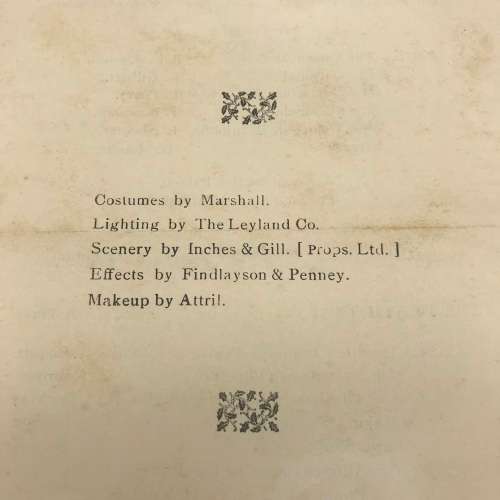 Costumes by Marshall.
Lighting by The Leyland Co.
Scenery by Inches & Gill. [ Props. Ltd. ]
Effects by Findlayson & Penney.
Makeup by Attril.